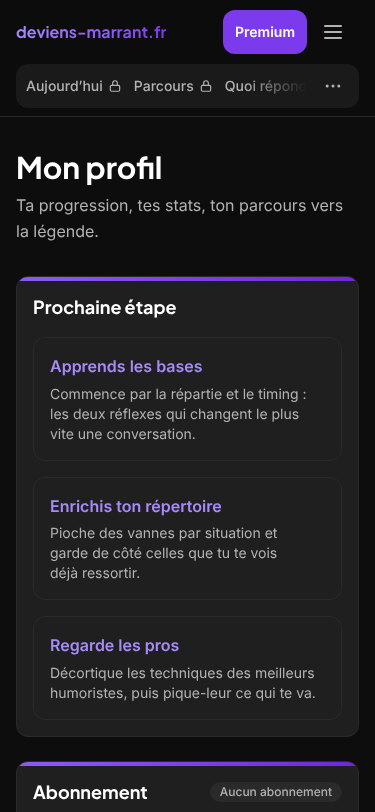 deviens-marrant.fr
Premium
Aujourd’hui
Parcours
Quoi répond
Mon profil
Ta progression, tes stats, ton parcours vers
la légende.
Prochaine étape
Apprends les bases
Commence par la répartie et le timing :
les deux réflexes qui changent le plus
vite une conversation.
Enrichis ton répertoire
Pioche des vannes par situation et
garde de côté celles que tu te vois
déjà ressortir.
Regarde les pros
Décortique les techniques des meilleurs
humoristes, puis pique-leur ce qui te va.
Abonnement
Aucun abonnement